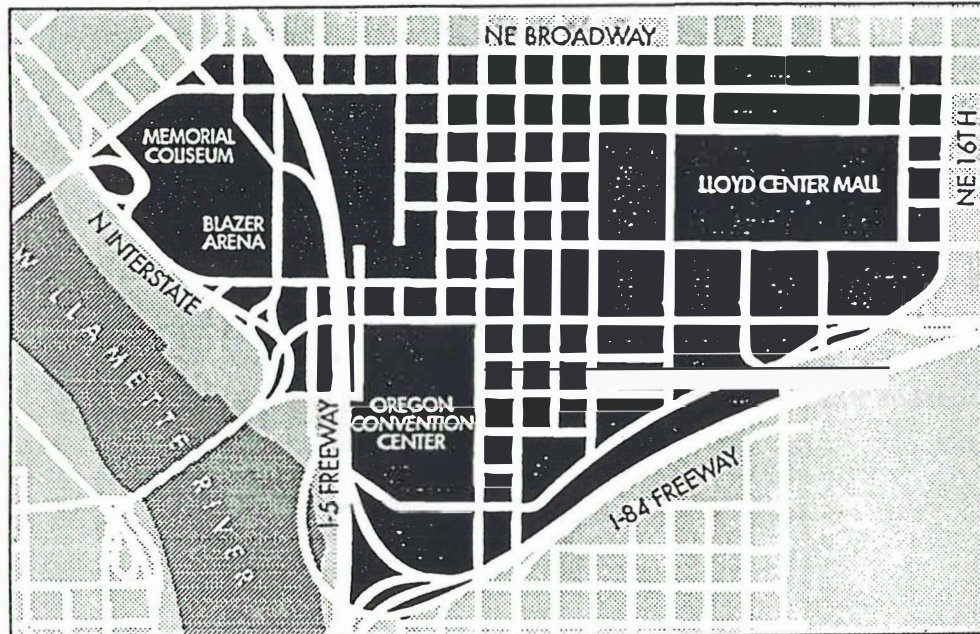 NE BROADWAY
MEMORIAL
COLISEUM
NE 16TH
LLOYD CENTER MALL
BLAZER
ARENA
N INTERSTATE
WILLAMETTE RIVER
OREGON
CONVENTION
CENTER
I-5 FREEWAY
I-84 FREEWAY